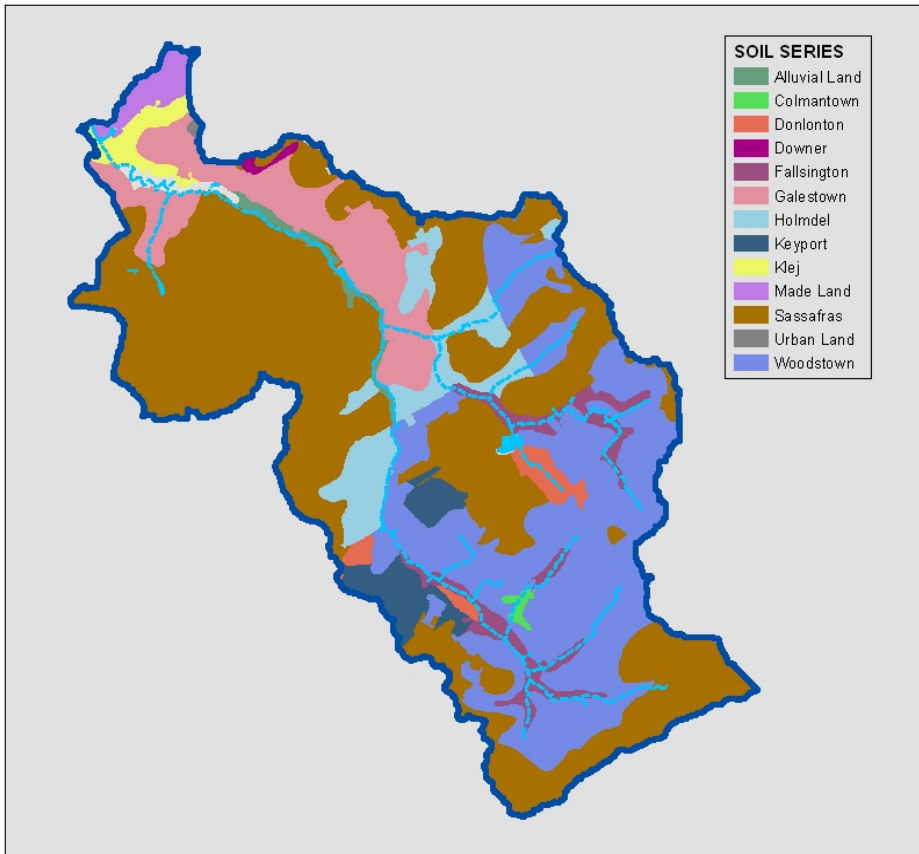 SOIL SERIES
Alluvial Land
Colmantown
Donlonton
Downer
Fallsington
Galestown
Holmdel
Keyport
Klej
Made Land
Sassafras
Urban Land
Woodstown